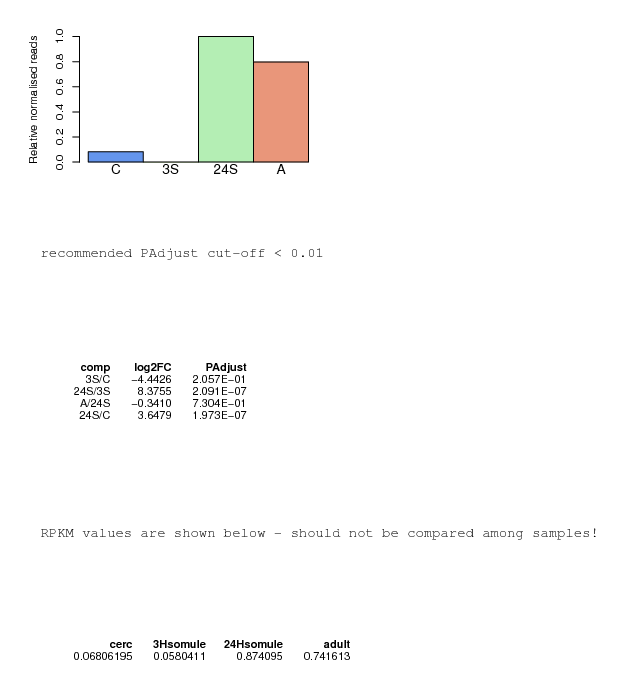 Relative normalised reads
1.0
0.8
0.6
0.4
0.2
0.0
C 3S 24S A
recommended PAdjust cut-off < 0.01
comp log2FC PAdjust
3S/C −4.4426 2.057E−01
24S/3S 8.3755 2.091E−07
A/24S −0.3410 7.304E−01
24S/C 3.6479 1.973E−07
RPKM values are shown below - should not be compared among samples!
cerc 3Hsomule 24Hsomule adult
0.06806195 0.0580411 0.874095 0.741613